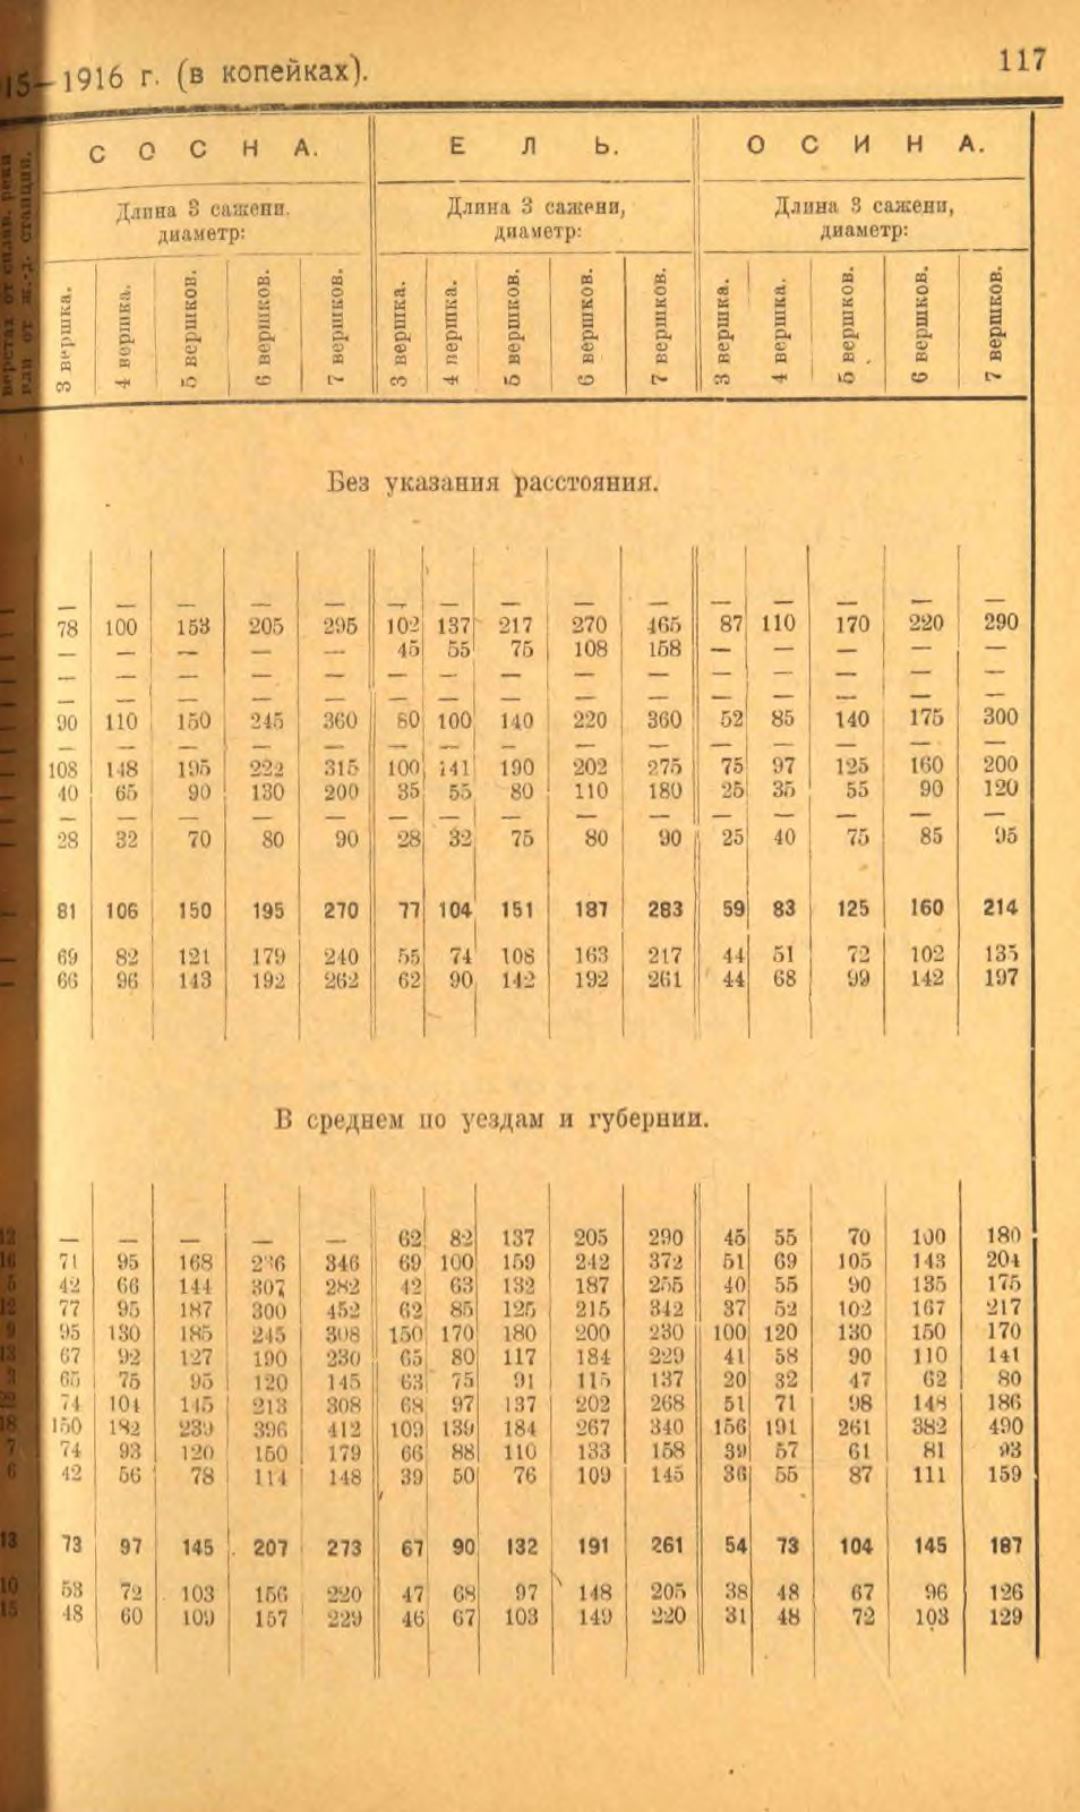 117
—1916 г. (в копейках).
СОСНА. ЕЛЬ. ОСИНА.
Длина 3 сажени. Длина 3 сажени, Длина 3 сажени,
диаметр: диаметр: диаметр:
3 вершка. 4 вершка. 5 вершков. 6 вершков. 7 вершков. 3 вершка. 4 вершка. 5 вершков. 6 вершков. 7 вершков. 3 вершка. 4 вершка. 5 вершков. 6 вершков. 7 вершков.
Без указания расстояния.
— — — — — — — — — — — — — — —
78 100 153 205 295 102 137 217 270 465 87 110 170 220 290
— — — — — 45 55 75 108 158 — — — — —
— — — — — — — — — — — — — — —
— — — — — — — — — — — — — — —
90 110 150 245 360 80 100 140 220 360 52 85 140 175 300
— — — — — — — — — — — — — — —
108 148 195 222 315 100 141 190 202 275 75 97 125 160 200
40 65 90 130 200 35 55 80 110 180 25 35 55 90 120
— — — — — — — — — — — — — — —
28 32 70 80 90 28 32 75 80 90 25 40 75 85 95
81 106 150 195 270 77 104 151 187 283 59 83 125 160 214
69 82 121 179 240 55 74 108 163 217 44 51 72 102 135
66 96 143 192 262 62 90 142 192 261 44 68 99 142 197
В среднем по уездам и губернии.
— — — — — 62 82 137 205 290 45 55 70 100 180
71 95 168 346 69 100 159 242 372 51 69 105 143 204
42 66 144 307 282 42 63 132 187 255 40 55 90 135 175
77 95 187 300 452 62 85 125 215 342 37 52 102 167 217
95 130 185 245 308 150 170 180 200 230 100 120 130 150 170
67 92 127 190 230 65 80 117 184 229 41 58 90 110 141
65 75 95 120 145 63 75 91 115 137 20 32 47 62 80
74 104 145 213 308 68 97 137 202 268 51 71 98 148 186
150 182 239 396 412 109 139 184 267 340 156 191 261 382 490
74 93 120 150 179 66 88 110 133 158 39 57 61 81 93
42 56 78 114 148 39 50 76 109 145 36 55 87 111 159
73 97 145 207 273 67 90 132 191 261 54 73 104 145 187
53 72 103 156 220 47 68 97 148 205 38 48 67 96 126
48 60 109 157 229 46 67 103 149 220 31 48 72 103 129